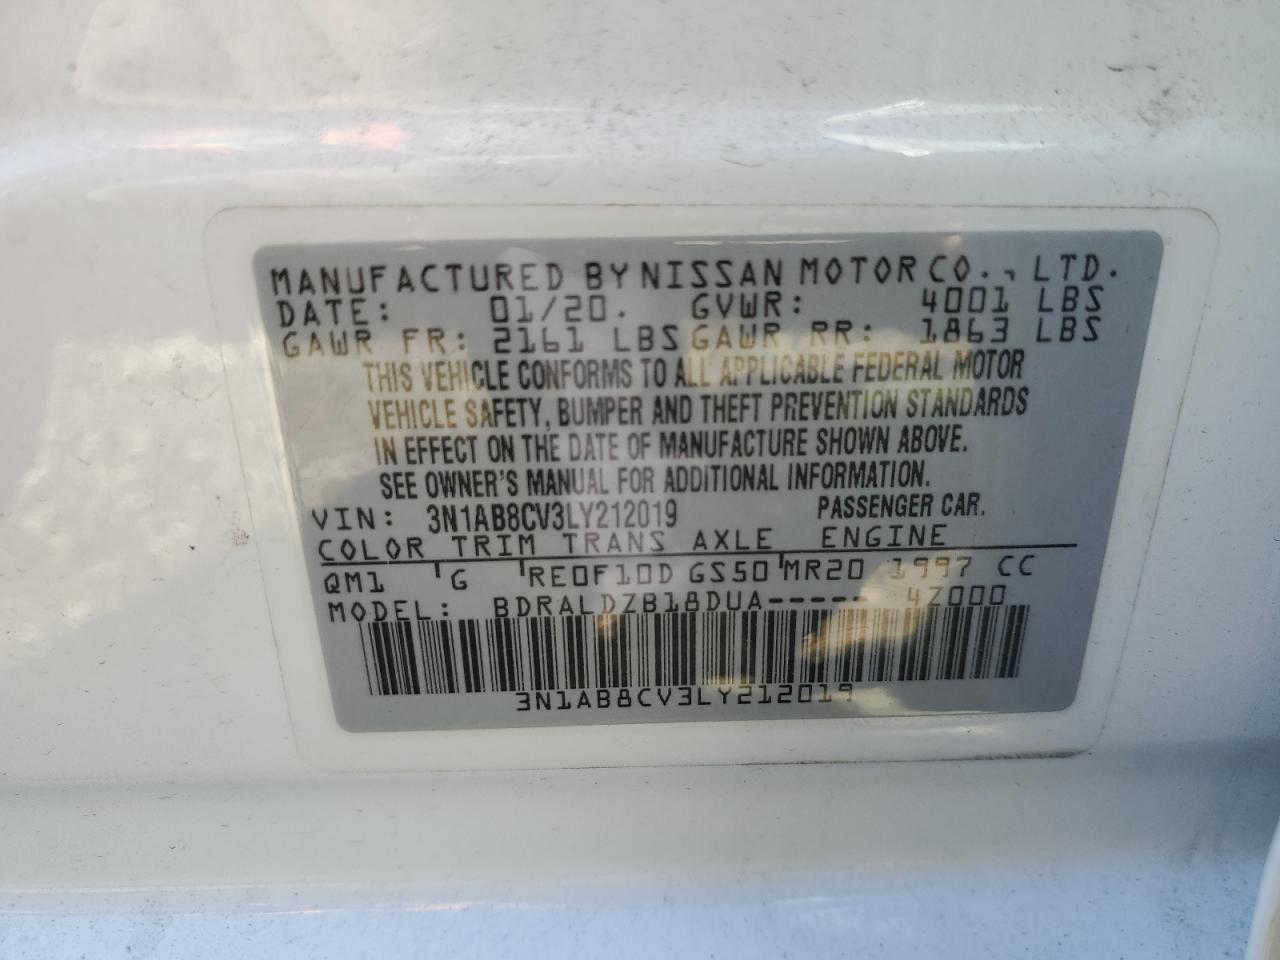 MANUFACTURED BY NISSAN MOTOR CO., LTD.
DATE: 01/20. GVWR: 4001 LBS
GAWR FR: 2161 LBS GAWR RR: 1863 LBS
THIS VEHICLE CONFORMS TO ALL APPLICABLE FEDERAL MOTOR
VEHICLE SAFETY, BUMPER AND THEFT PREVENTION STANDARDS
IN EFFECT ON THE DATE OF MANUFACTURE SHOWN ABOVE.
SEE OWNER'S MANUAL FOR ADDITIONAL INFORMATION.
VIN: 3N1AB8CV3LY212019 PASSENGER CAR.
COLOR TRIM TRANS AXLE ENGINE
QM1 G RE0F10D GS50 MR20 1997 CC
MODEL: BDRALDZB18DUA----- 4Z000
3N1AB8CV3LY212019